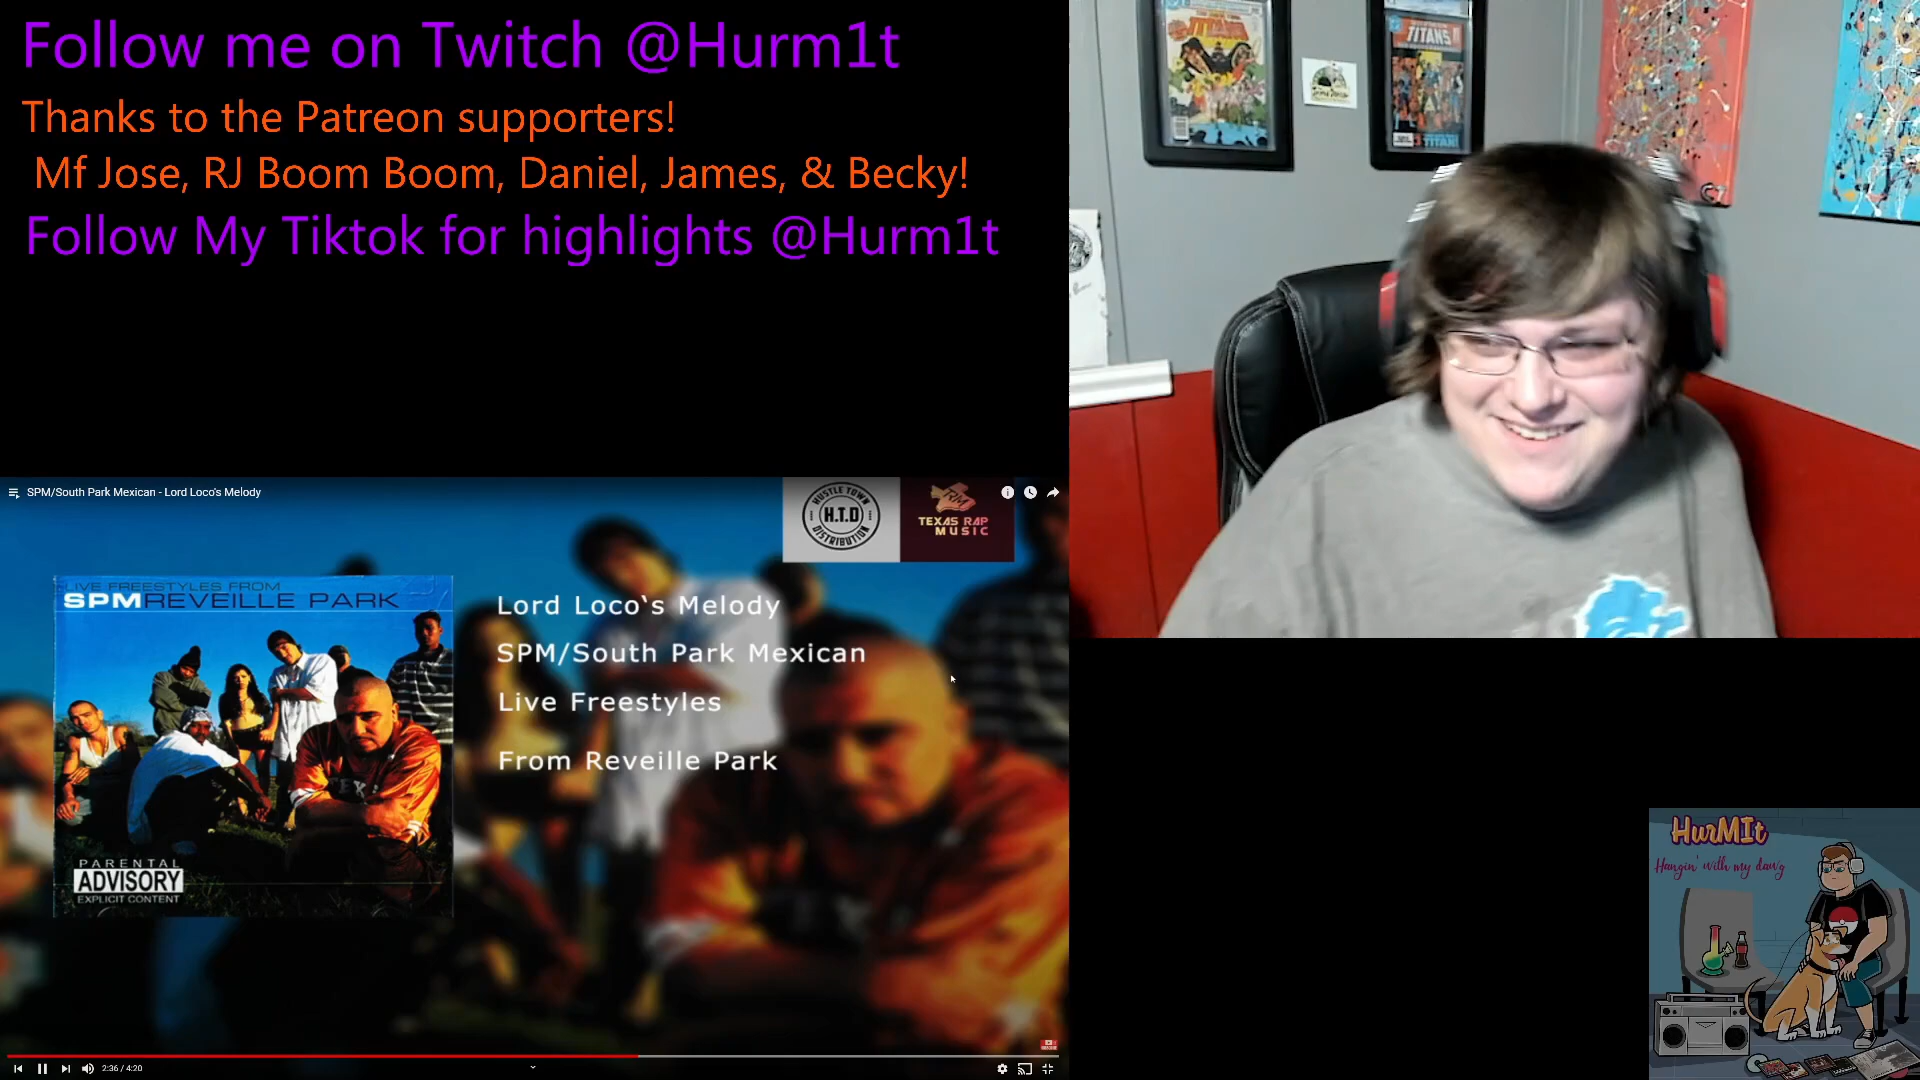 Follow me on Twitch @Hurm1t
Thanks to the Patreon supporters!
Mf Jose, RJ Boom Boom, Daniel, James, & Becky!
Follow My Tiktok for highlights @Hurm1t
TITANS
SPM/South Park Mexican - Lord Loco's Melody
HUSTLE TOWN
H.T.D
DISTRIBUTION
TEXAS RAP
MUSIC
LIVE FREESTYLES FROM
SPM REVEILLE PARK
PARENTAL
ADVISORY
EXPLICIT CONTENT
Lord Loco's Melody
SPM/South Park Mexican
Live Freestyles
From Reveille Park
2:36 / 4:20
HurMIt
Hangin' with my dawg